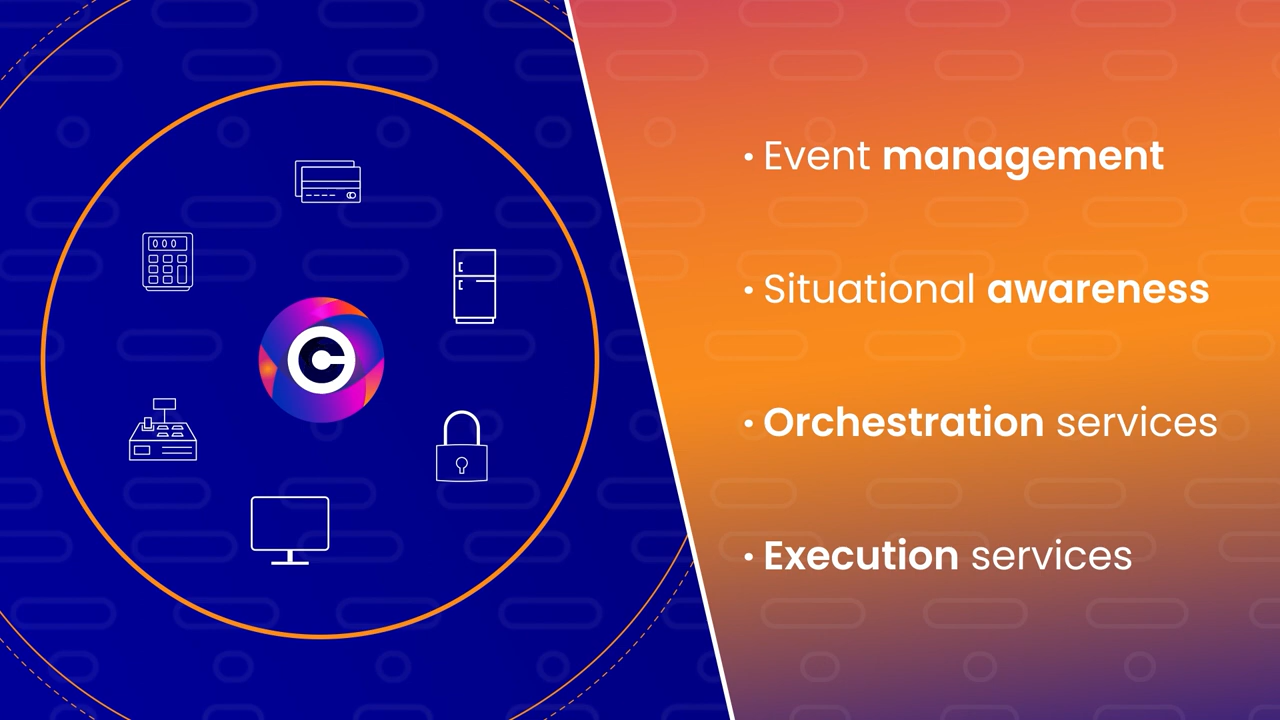 • Event management
• Situational awareness
• Orchestration services
• Execution services